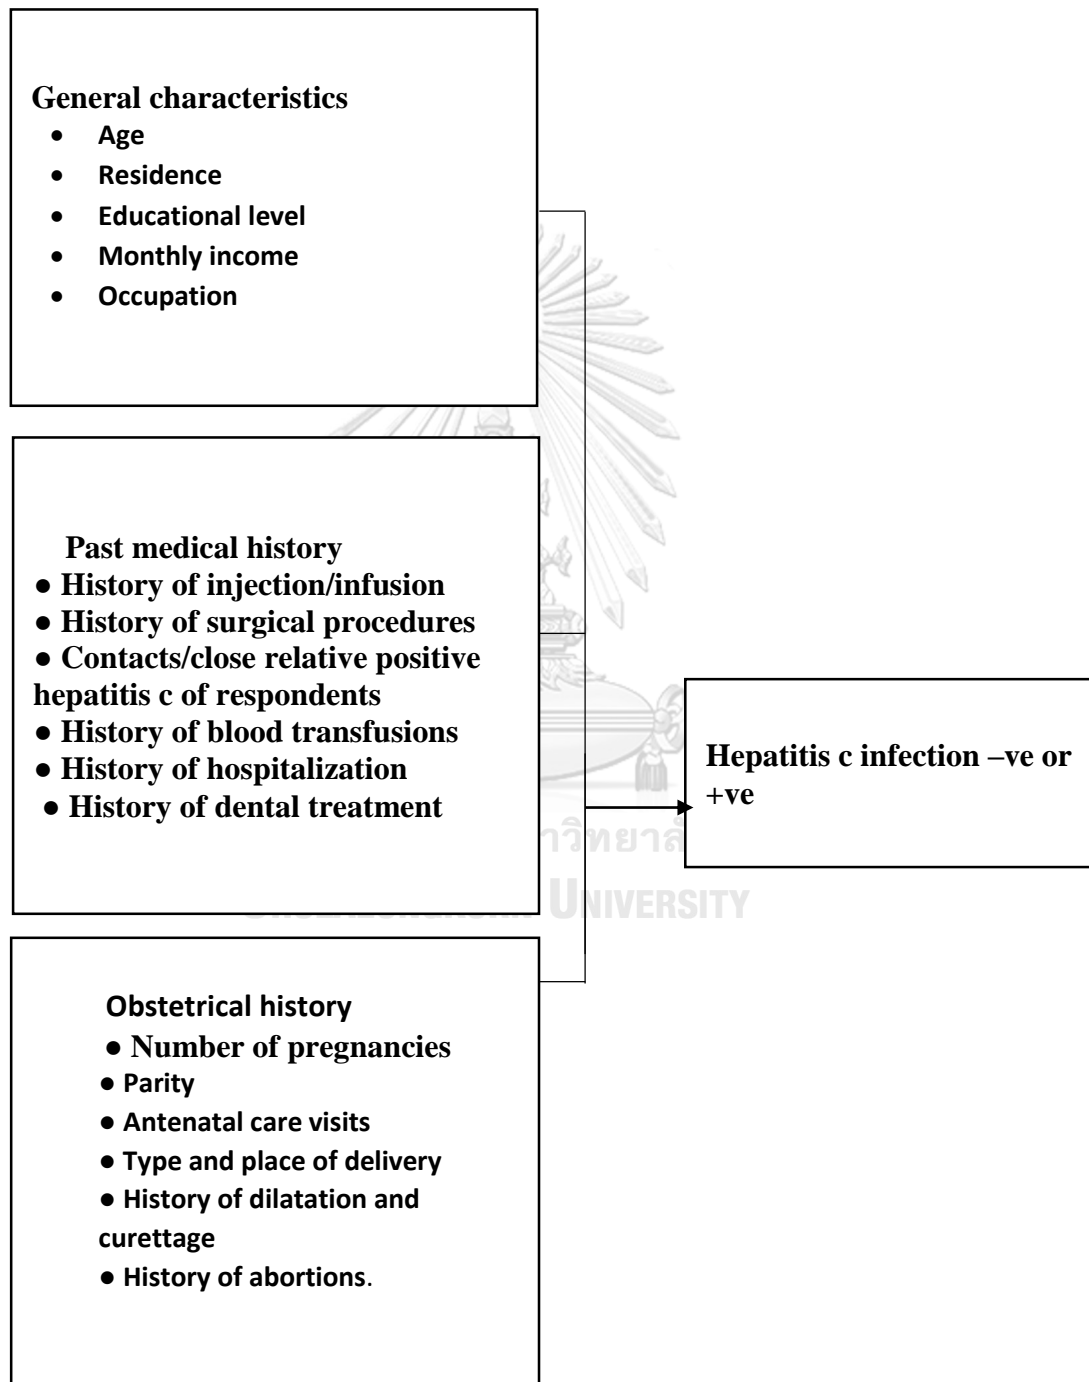 General characteristics
• Age
• Residence
• Educational level
• Monthly income
• Occupation
Past medical history
● History of injection/infusion
● History of surgical procedures
● Contacts/close relative positive
hepatitis c of respondents
● History of blood transfusions
● History of hospitalization
● History of dental treatment
Hepatitis c infection –ve or
+ve
UNIVERSITY
Obstetrical history
● Number of pregnancies
● Parity
● Antenatal care visits
● Type and place of delivery
● History of dilatation and
curettage
● History of abortions.